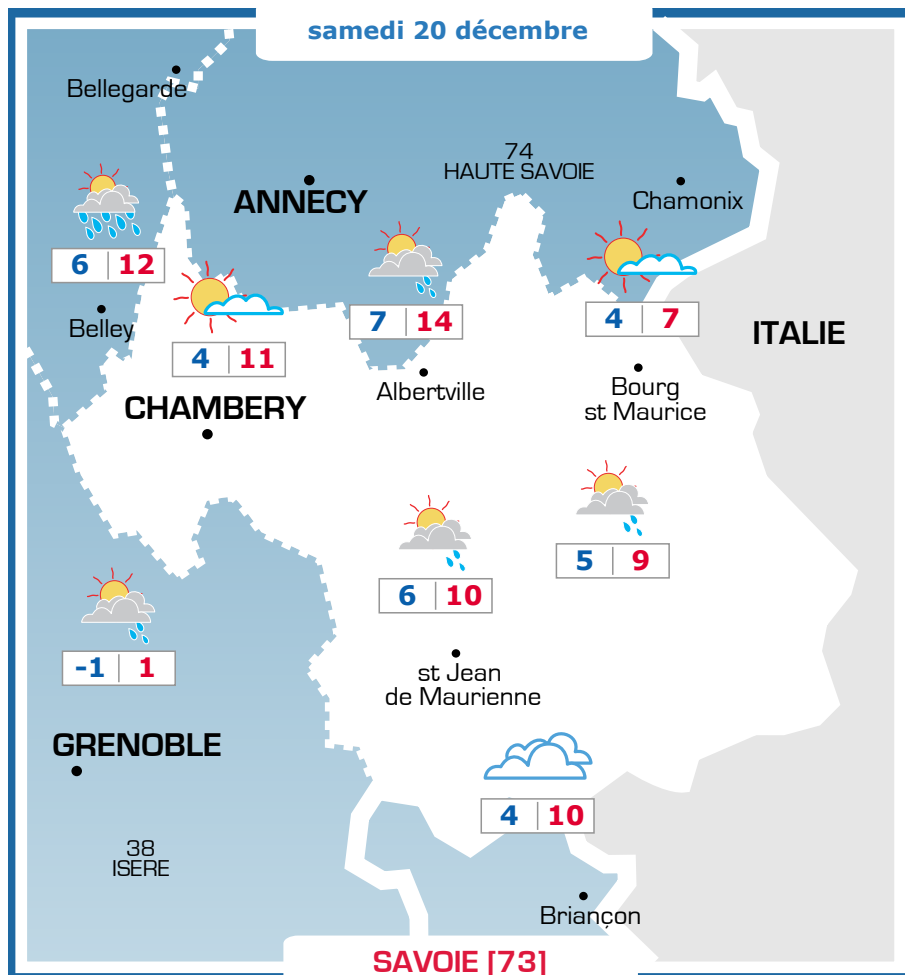 samedi 20 décembre
Bellegarde
74
HAUTE SAVOIE
ANNECY
Chamonix
6 12
Belley
4 11
7 14
4 7
ITALIE
CHAMBERY
Albertville
Bourg
st Maurice
6 10
5 9
-1 1
st Jean
de Maurienne
GRENOBLE
4 10
38
ISERE
Briançon
SAVOIE [73]